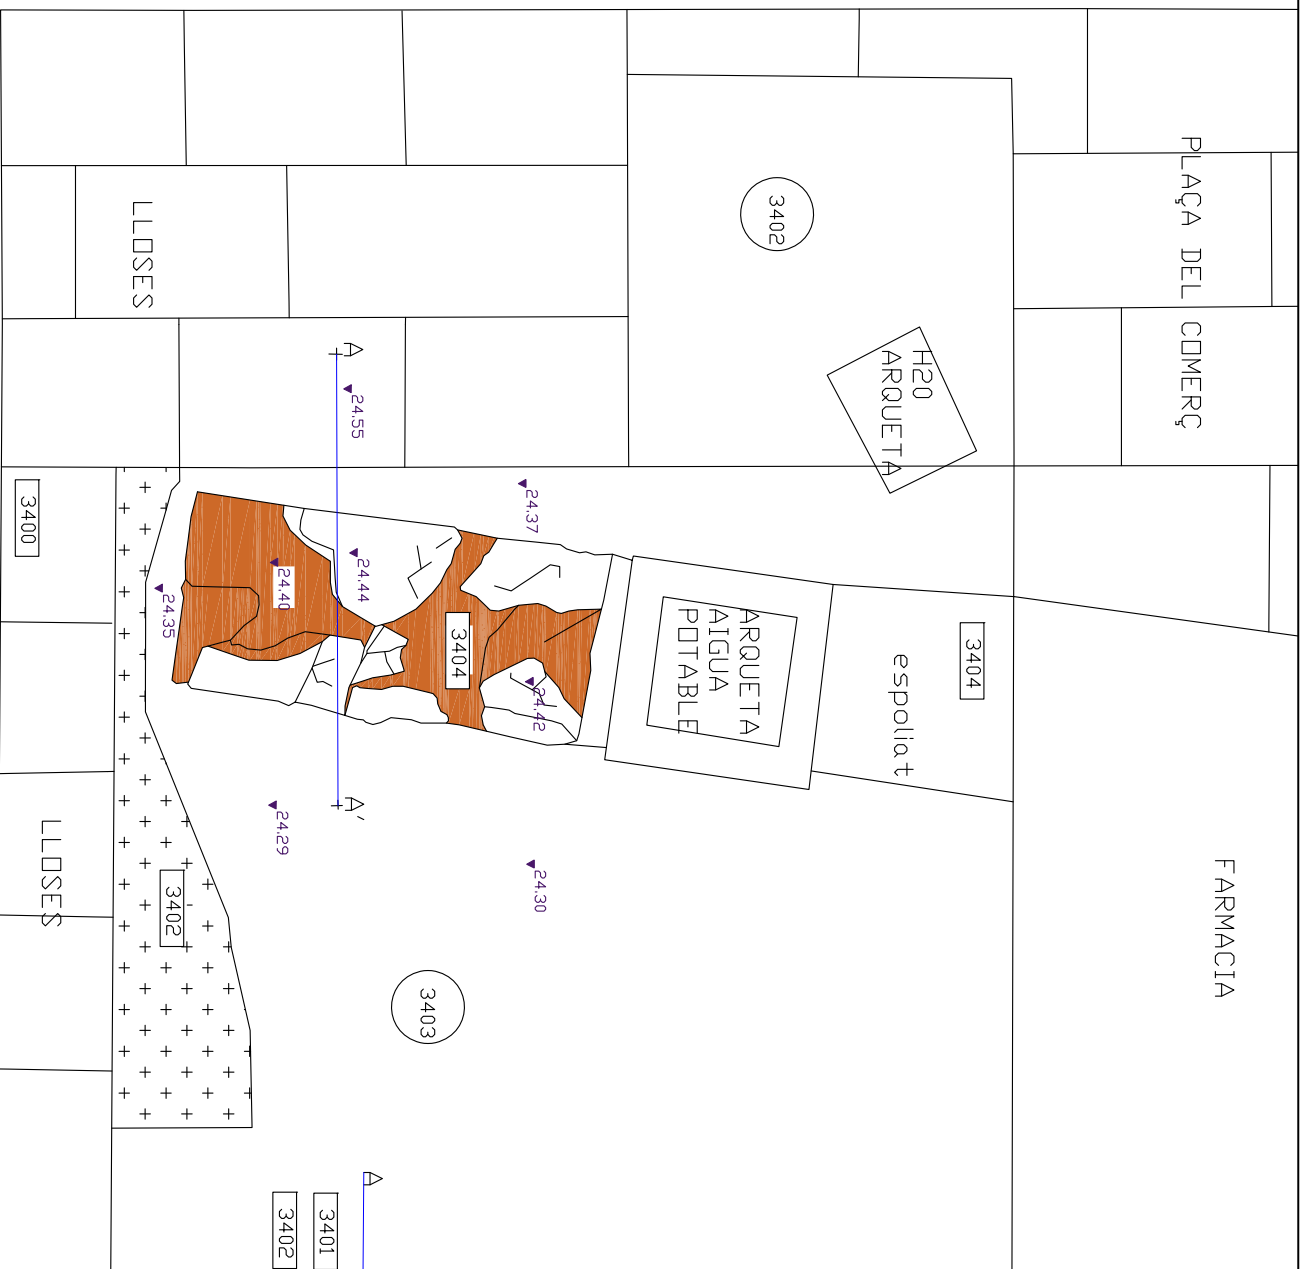 PLAÇA DEL COMERÇ
FARMACIA
3404
espoliat
H20
ARQUETA
3402
ARQUETA
AIGUA
POTABLE
24.37
24.42
24.30
3404
3403
A
24.55
24.44
A'
A
24.40
24.29
3401
3402
LLOSES
24.35
3402
3400
LLOSES